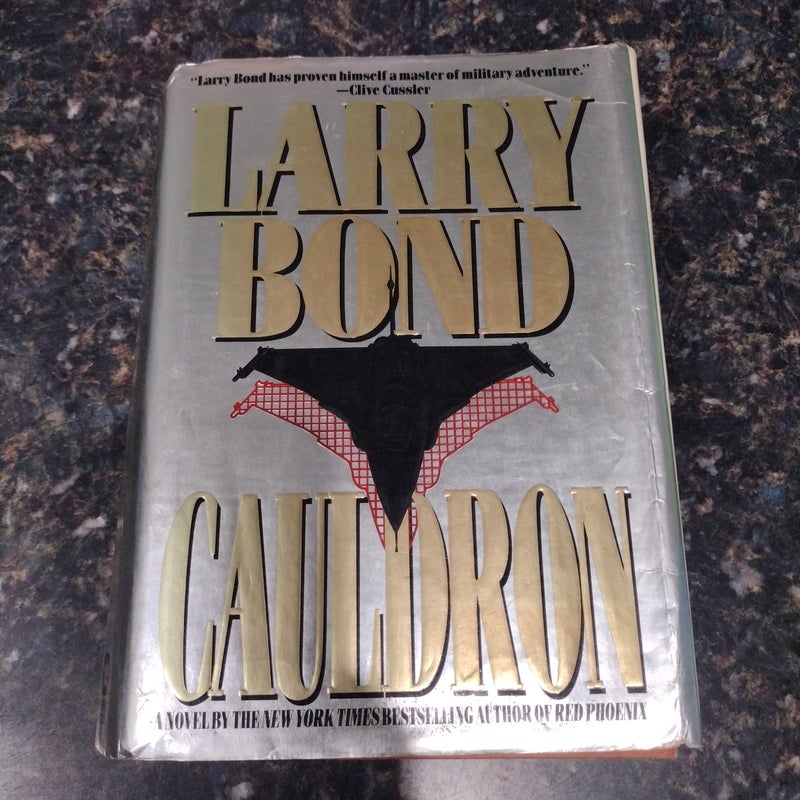 “Larry Bond has proven himself a master of military adventure.”
—Clive Cussler
LARRY
BOND
CAULDRON
A NOVEL BY THE NEW YORK TIMES BESTSELLING AUTHOR OF RED PHOENIX